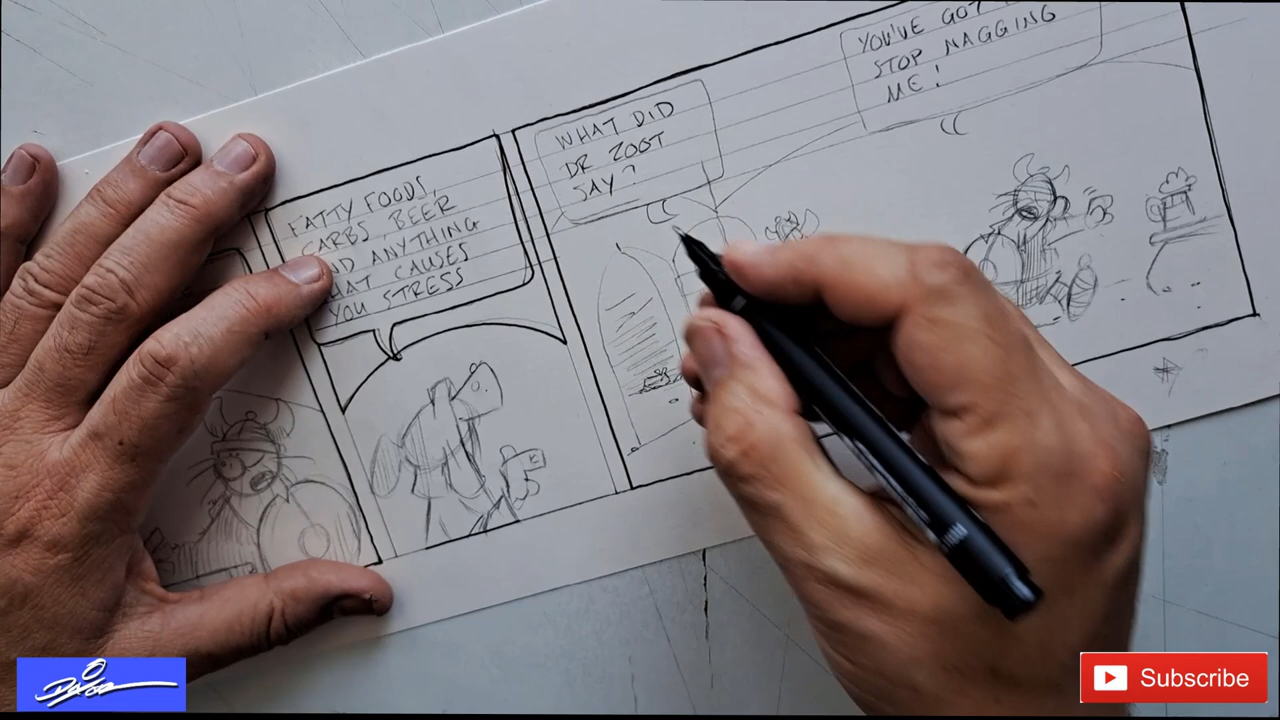 FATTY FOODS,
CARBS BEER
AND ANYTHING
THAT CAUSES
YOU STRESS
WHAT DID
DR ZOOT
SAY?
YOU'VE GOT
STOP NAGGING
ME!
Subscribe